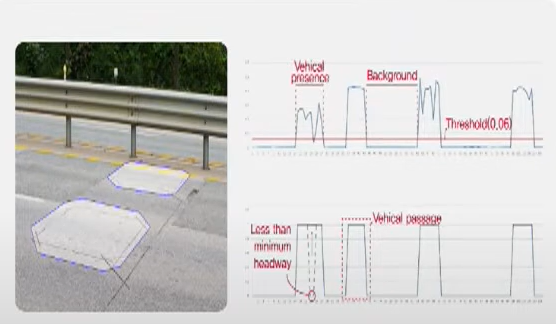 Vehical
presence
Background
Threshold(0,06)
Less than
minimum
headway
Vehical passage